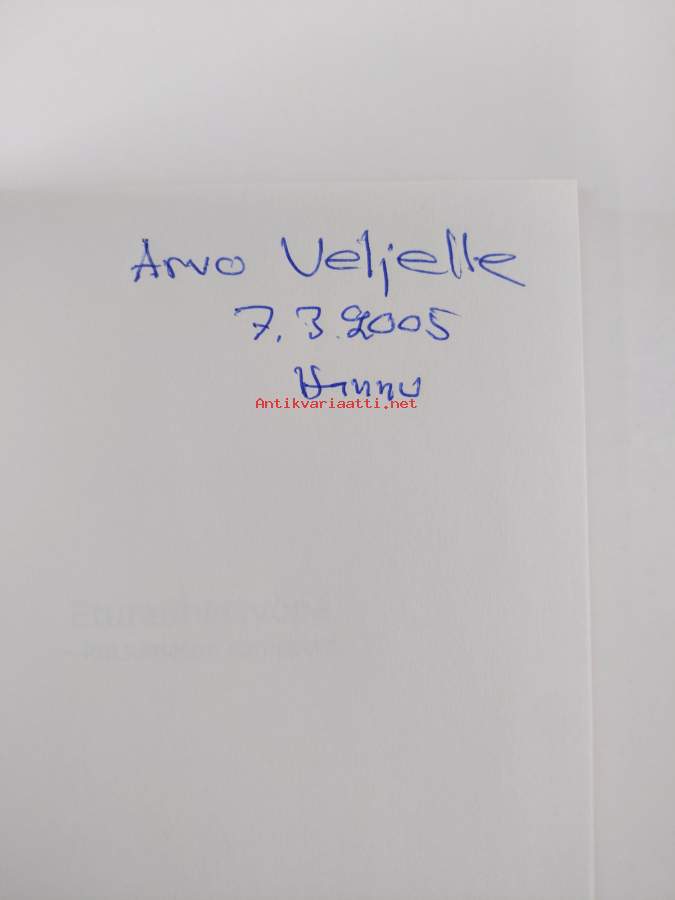 Arvo Veljelle
7.3.2005
Hannu
Antikvariaatti.net